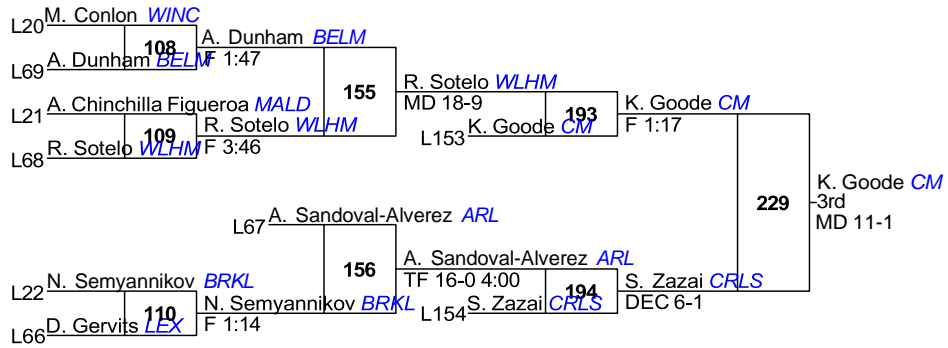 M. Conlon WINC
L20
108
A. Dunham BELM
F 1:47
A. Dunham BELM
L69
155
R. Sotelo WLHM
MD 18-9
A. Chinchilla Figueroa MALD
L21
109
R. Sotelo WLHM
F 3:46
R. Sotelo WLHM
L68
193
K. Goode CM
F 1:17
K. Goode CM
L153
229
K. Goode CM
3rd
MD 11-1
A. Sandoval-Alverez ARL
L67
156
A. Sandoval-Alverez ARL
TF 16-0 4:00
N. Semyannikov BRKL
L22
110
N. Semyannikov BRKL
F 1:14
D. Gervits LEX
L66
194
S. Zazai CRLS
DEC 6-1
S. Zazai CRLS
L154